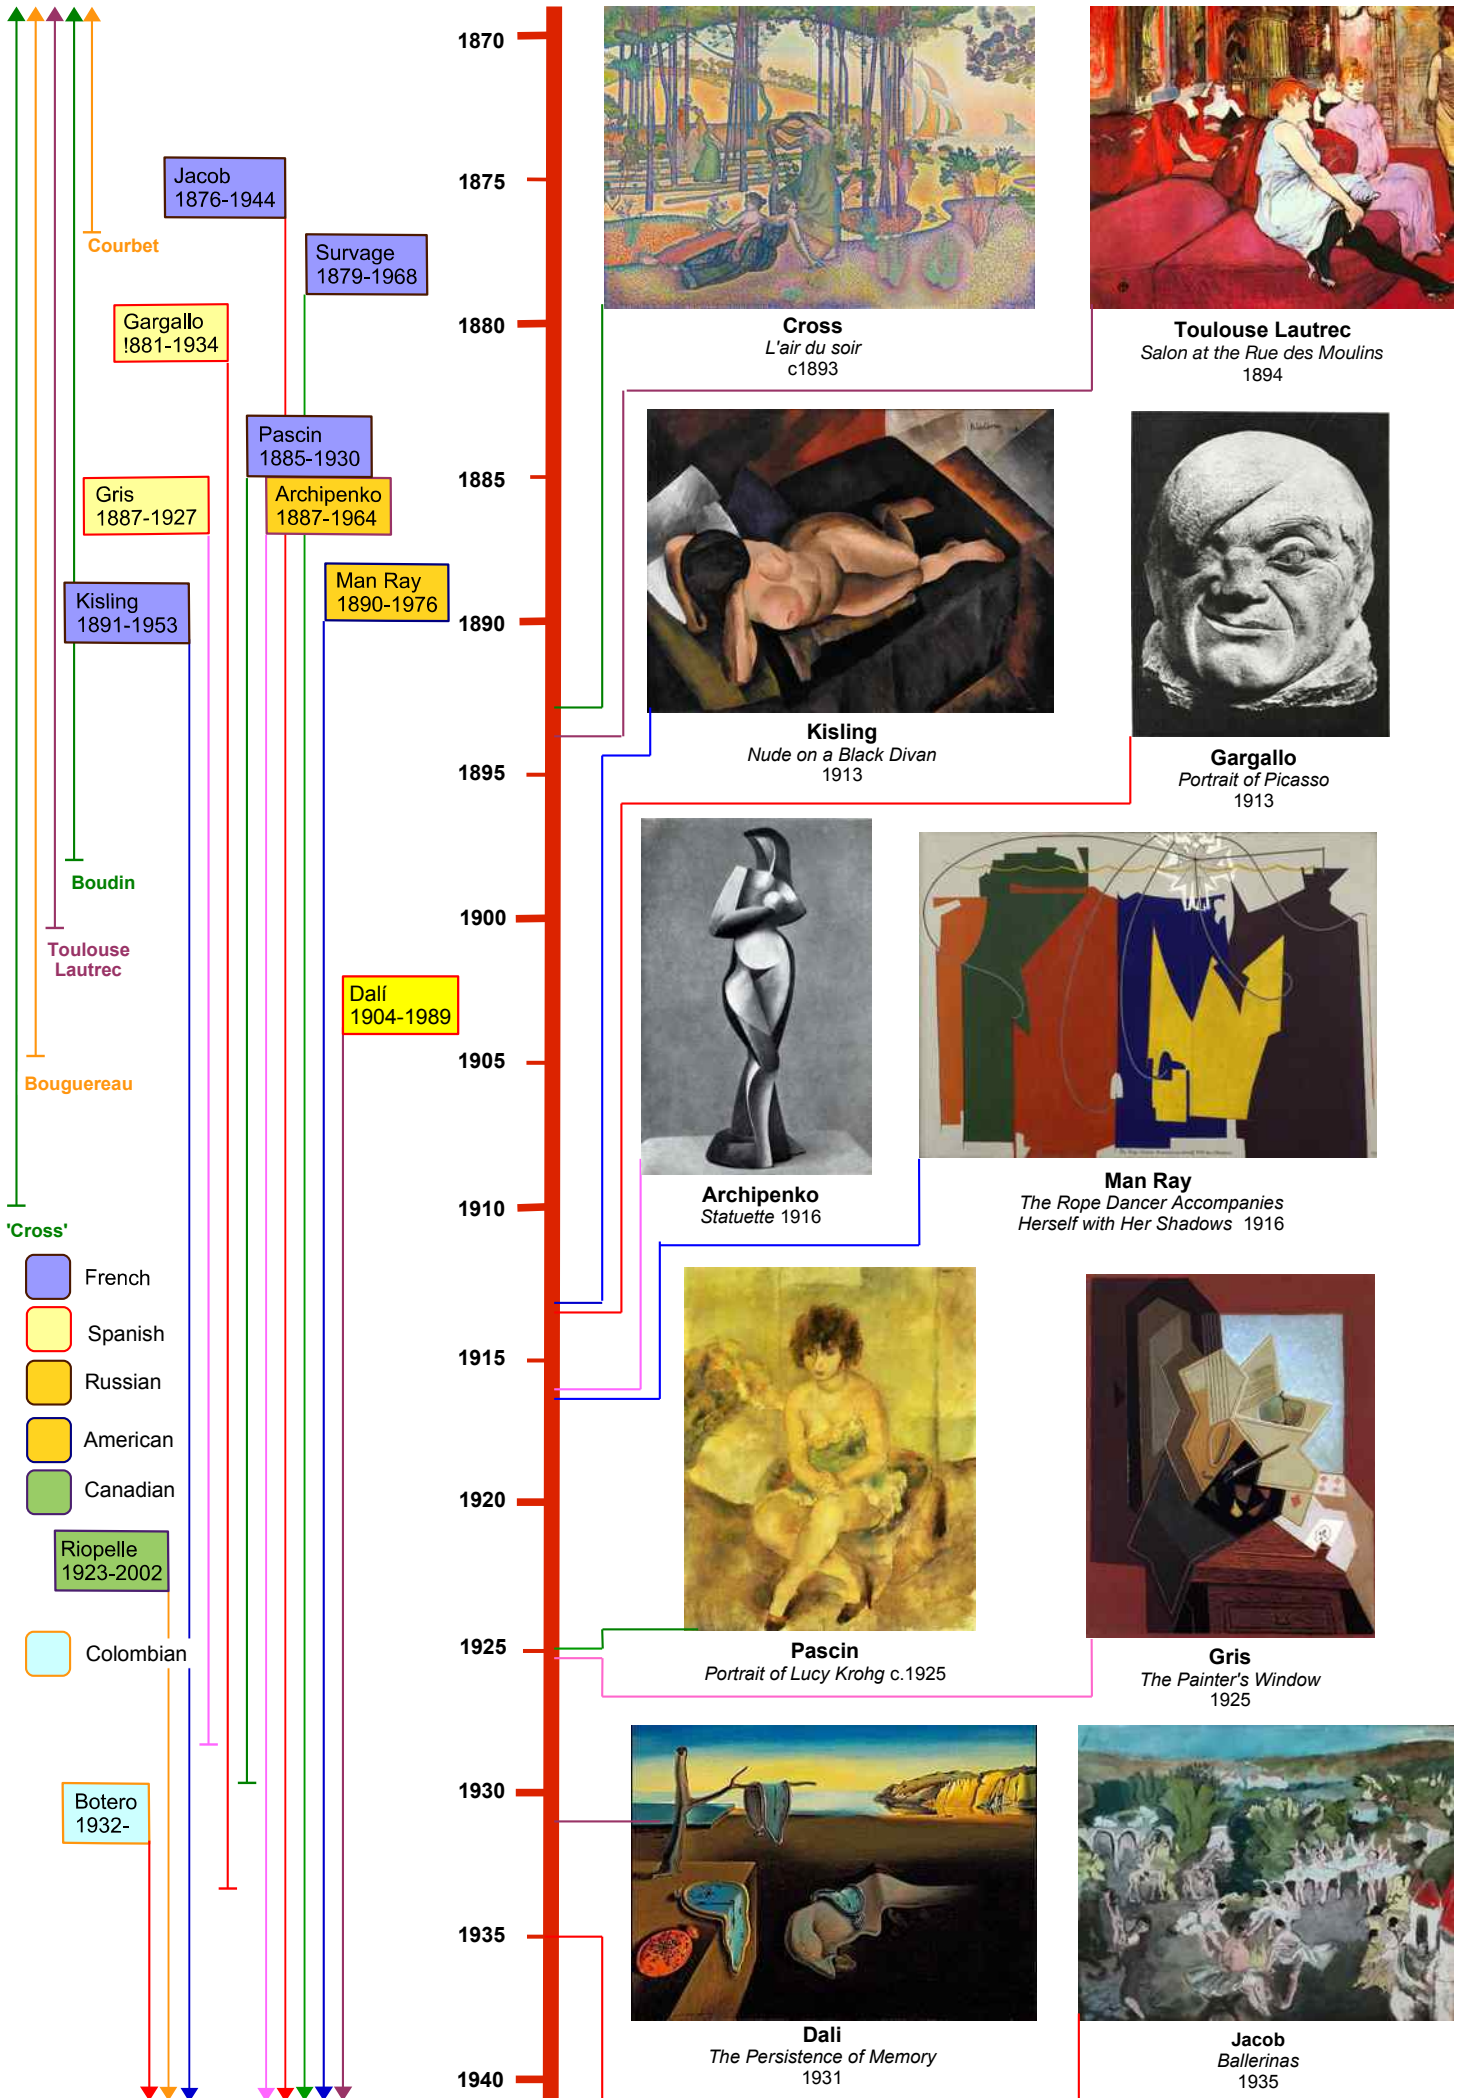 1870
1875
1880
1885
1890
1895
1900
1905
1910
1915
1920
1925
1930
1935
1940
Jacob
1876-1944
Courbet
Survage
1879-1968
Gargallo
!881-1934
Pascin
1885-1930
Gris
1887-1927
Archipenko
1887-1964
Man Ray
1890-1976
Kisling
1891-1953
Boudin
Toulouse
Lautrec
Dalí
1904-1989
Bouguereau
'Cross'
French
Spanish
Russian
American
Canadian
Riopelle
1923-2002
Colombian
Botero
1932-
Cross
L'air du soir
c1893
Toulouse Lautrec
Salon at the Rue des Moulins
1894
Kisling
Nude on a Black Divan
1913
Gargallo
Portrait of Picasso
1913
Archipenko
Statuette 1916
Man Ray
The Rope Dancer Accompanies
Herself with Her Shadows 1916
Pascin
Portrait of Lucy Krohg c.1925
Gris
The Painter's Window
1925
Dali
The Persistence of Memory
1931
Jacob
Ballerinas
1935